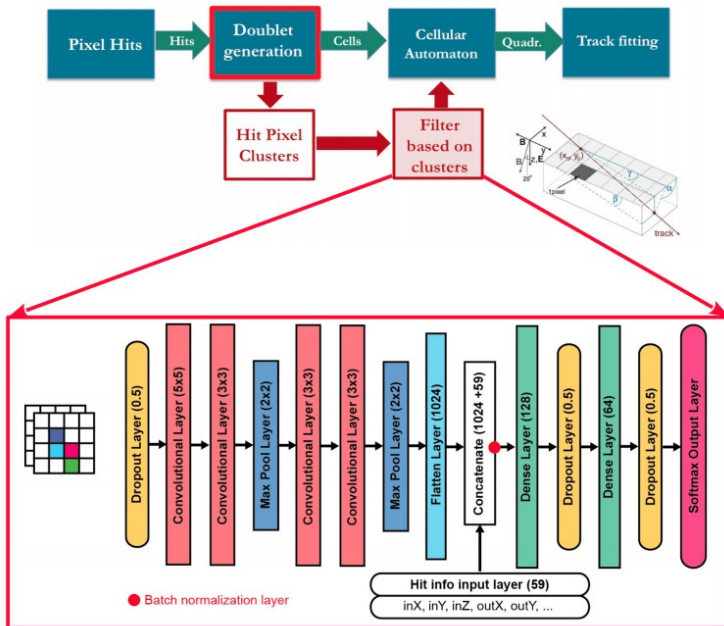 Pixel Hits
Hits
Doublet
generation
Cells
Cellular
Automaton
Quadr.
Track fitting
Hit Pixel
Clusters
Filter
based on
clusters
x
B
y
z, E
B
20°
1pixel
γ
α
β
track
Dropout Layer (0.5)
Convolutional Layer (5x5)
Convolutional Layer (3x3)
Max Pool Layer (2x2)
Convolutional Layer (3x3)
Convolutional Layer (3x3)
Max Pool Layer (2x2)
Flatten Layer (1024)
Concatenate (1024 +59)
Dense Layer (128)
Dropout Layer (0.5)
Dense Layer (64)
Dropout Layer (0.5)
Softmax Output Layer
Hit info input layer (59)
inX, inY, inZ, outX, outY, ...
Batch normalization layer